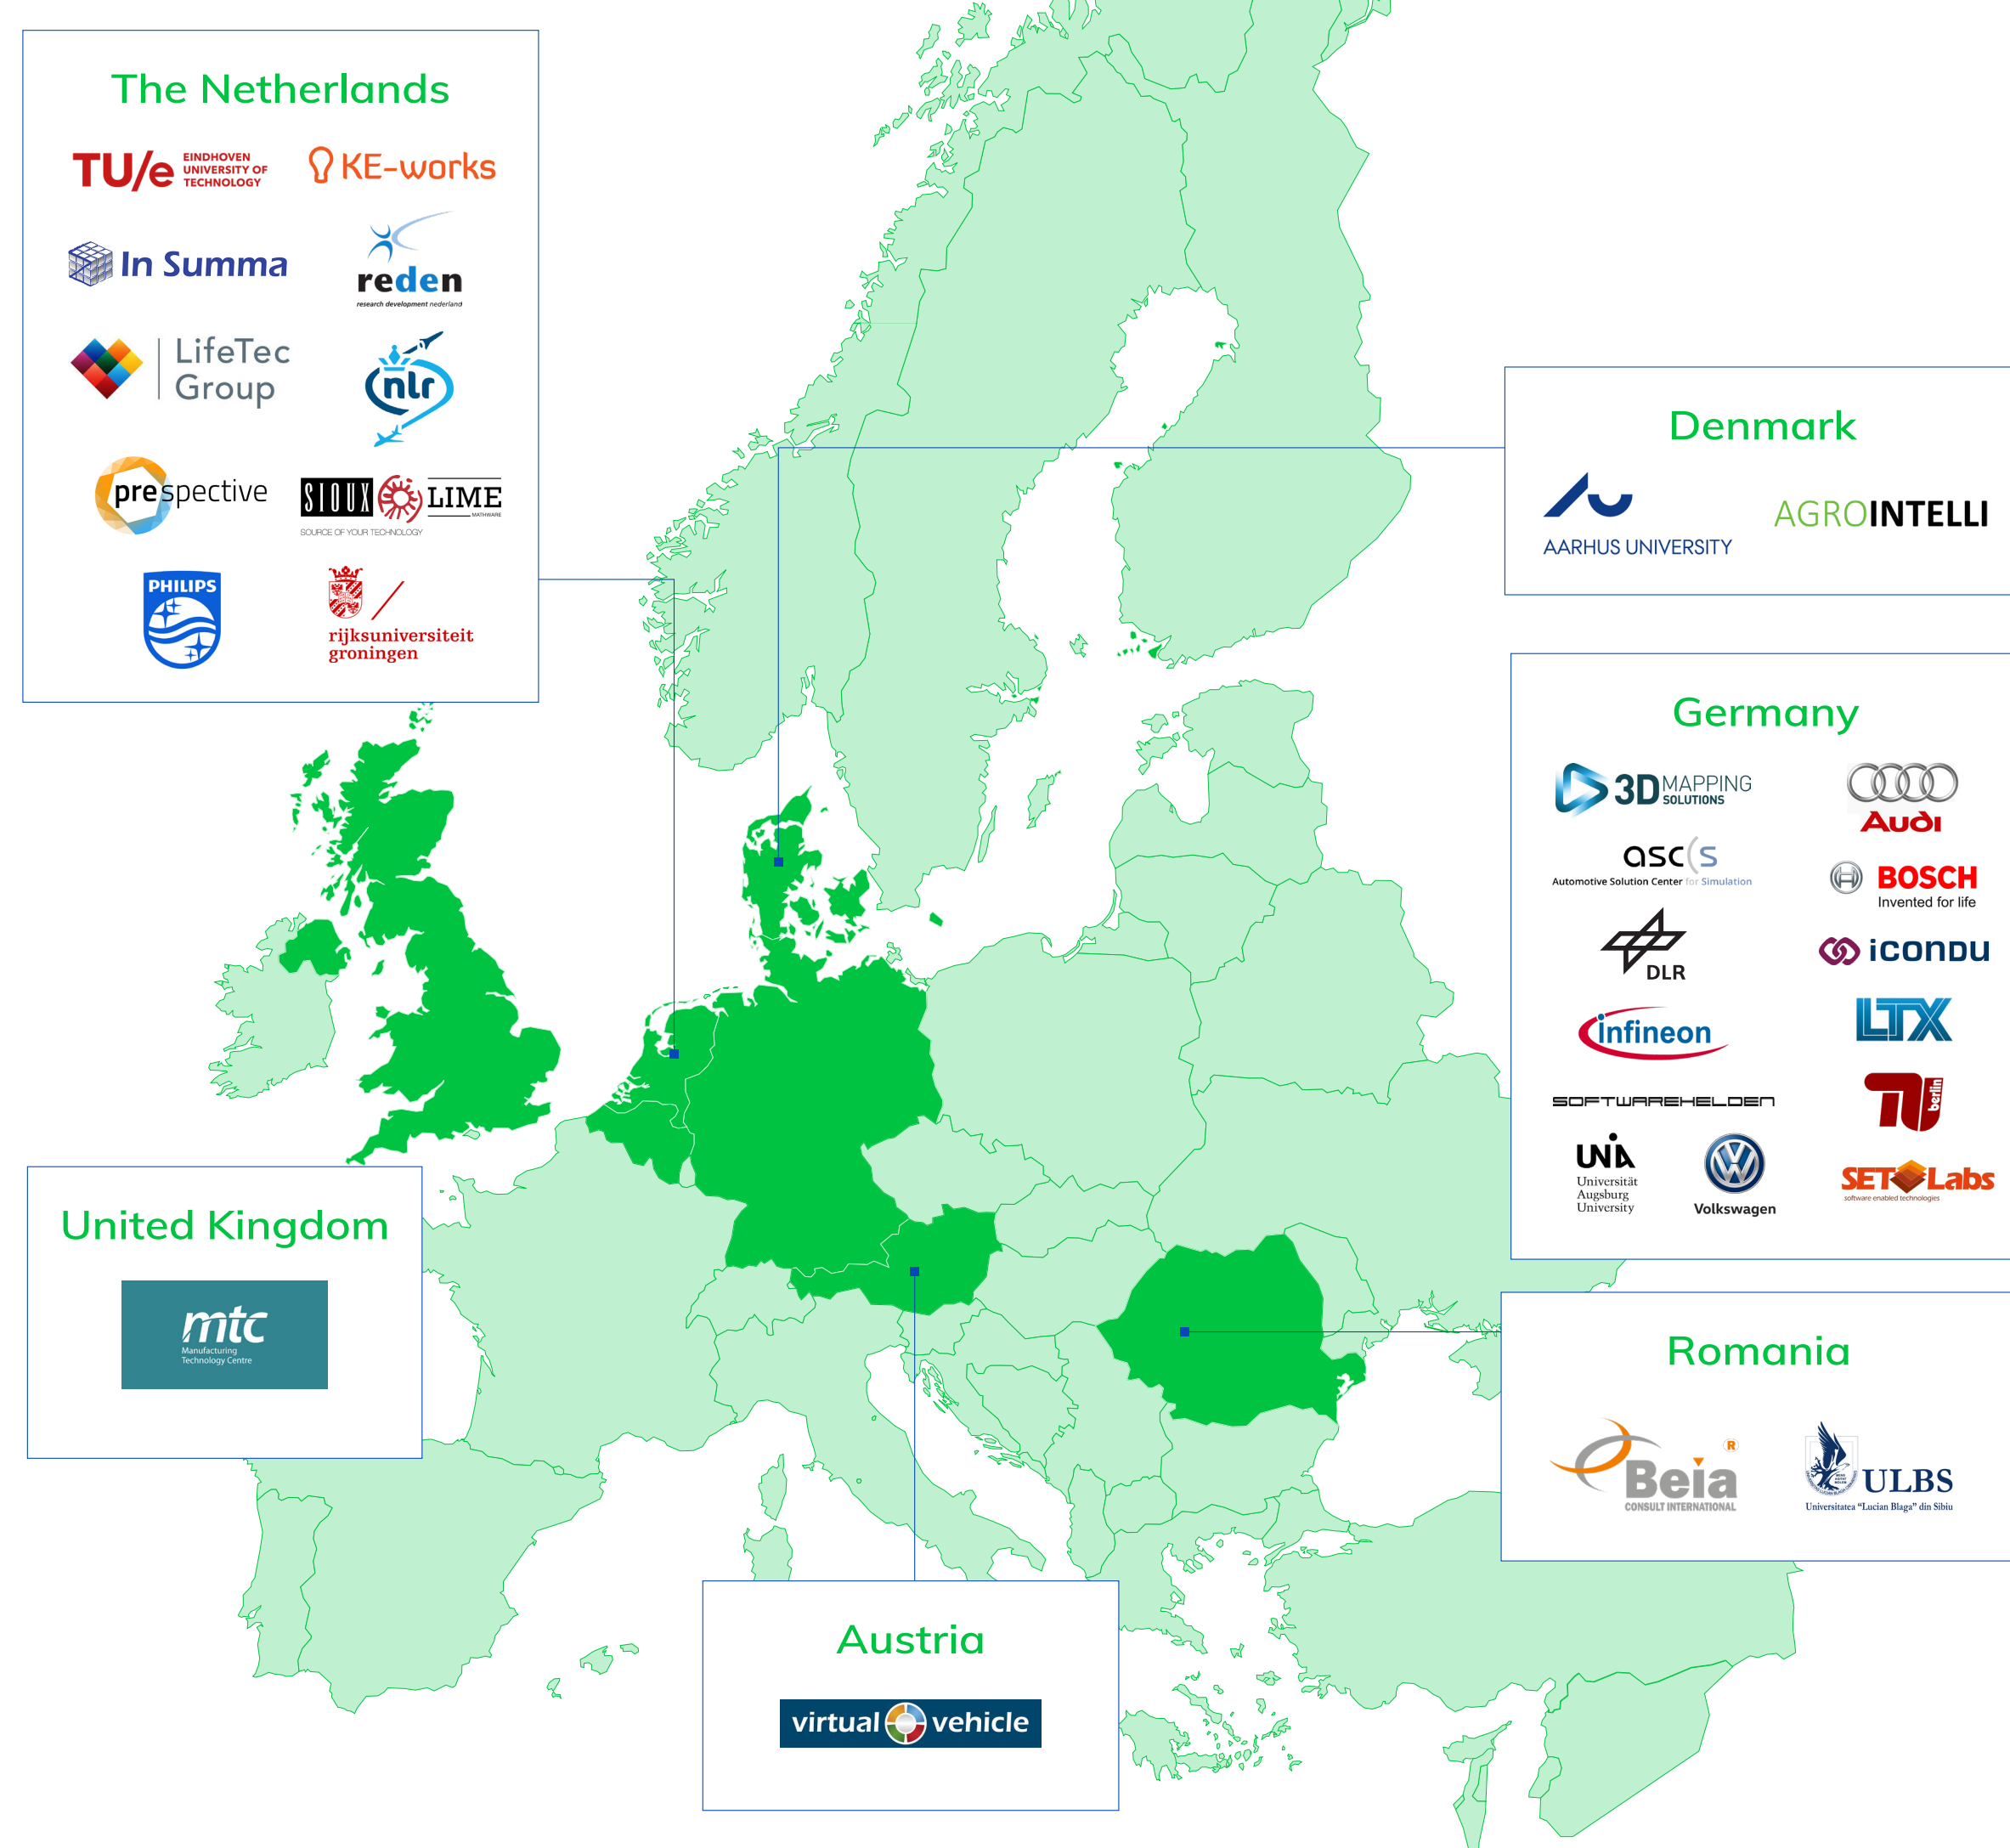 The Netherlands
TU/e EINDHOVEN
UNIVERSITY OF
TECHNOLOGY
KE-works
In Summa
reden
research development nederland
LifeTec
Group
nlr
prespective
SIOUX LIME
MATHWARE
SOURCE OF YOUR TECHNOLOGY
PHILIPS
rijksuniversiteit
groningen
Denmark
AARHUS UNIVERSITY
AGROINTELLI
Germany
3D MAPPING
SOLUTIONS
Audi
asc(s
Automotive Solution Center for Simulation
BOSCH
Invented for life
DLR
iCONDU
infineon
LTX
SOFTWAREHELDEN
TU berlin
UNIA
Universität
Augsburg
University
Volkswagen
SET Labs
software enabled technologies
United Kingdom
mtc
Manufacturing
Technology Centre
Romania
Beia ®
CONSULT INTERNATIONAL
ULBS
Universitatea "Lucian Blaga" din Sibiu
Austria
virtual vehicle